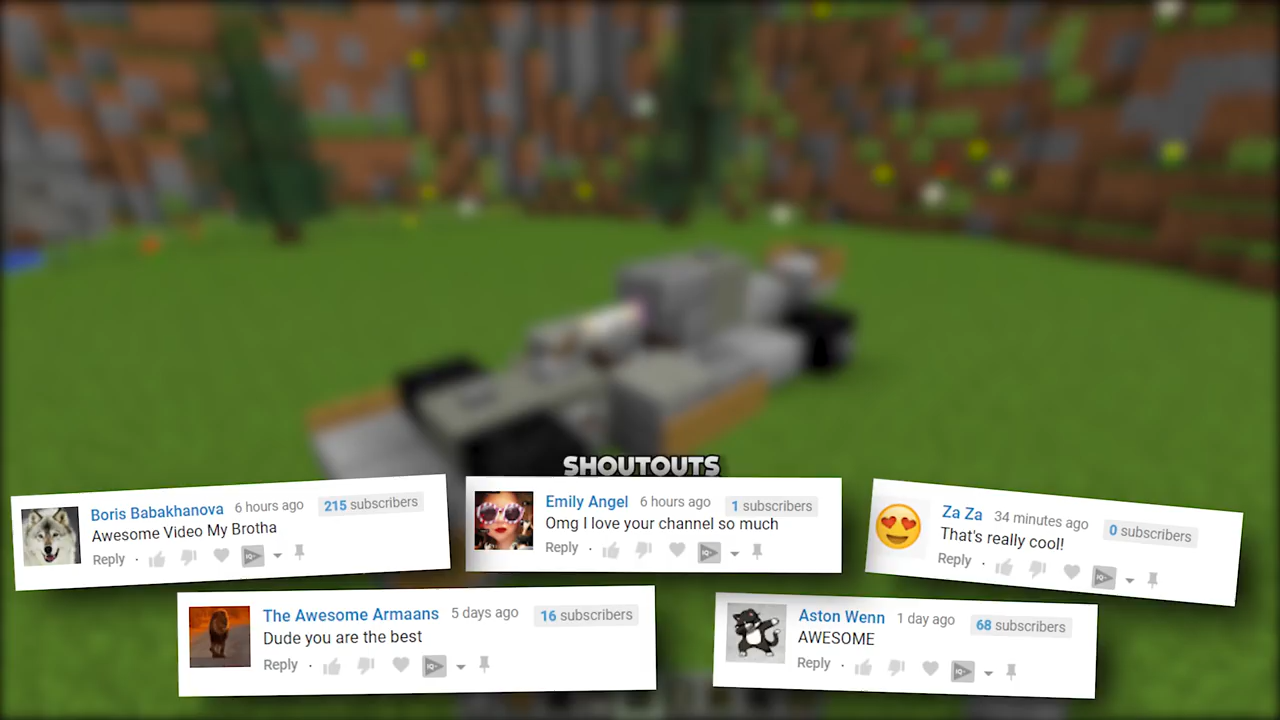 SHOUTOUTS
Boris Babakhanova 6 hours ago 215 subscribers
Awesome Video My Brotha
Reply ·
Emily Angel 6 hours ago 1 subscribers
Omg I love your channel so much
Reply ·
Za Za 34 minutes ago 0 subscribers
That's really cool!
Reply ·
The Awesome Armaans 5 days ago 16 subscribers
Dude you are the best
Reply ·
Aston Wenn 1 day ago 68 subscribers
AWESOME
Reply ·